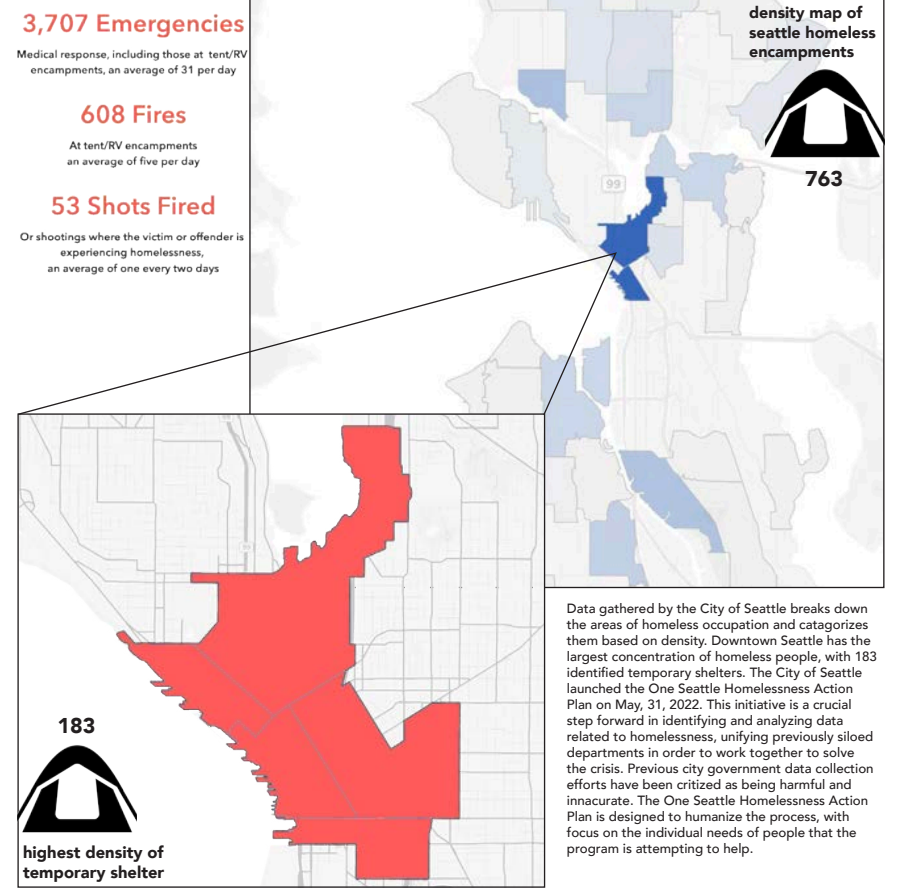 3,707 Emergencies
Medical response, including those at tent/RV
encampments, an average of 31 per day
608 Fires
At tent/RV encampments
an average of five per day
53 Shots Fired
Or shootings where the victim or offender is
experiencing homelessness,
an average of one every two days
density map of
seattle homeless
encampments
763
99
183
highest density of
temporary shelter
Data gathered by the City of Seattle breaks down
the areas of homeless occupation and catagorizes
them based on density. Downtown Seattle has the
largest concentration of homeless people, with 183
identified temporary shelters. The City of Seattle
launched the One Seattle Homelessness Action
Plan on May, 31, 2022. This initiative is a crucial
step forward in identifying and analyzing data
related to homelessness, unifying previously siloed
departments in order to work together to solve
the crisis. Previous city government data collection
efforts have been critized as being harmful and
innacurate. The One Seattle Homelessness Action
Plan is designed to humanize the process, with
focus on the individual needs of people that the
program is attempting to help.